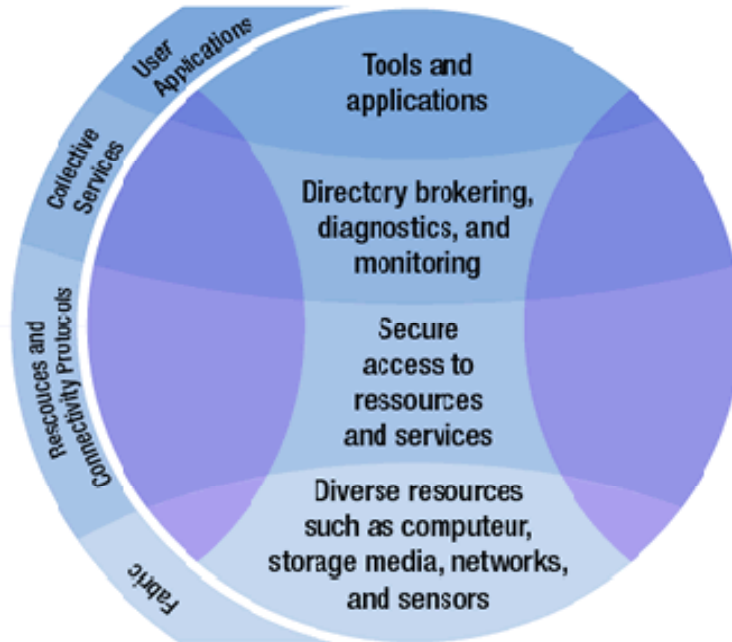 User
Applications
Tools and
applications
Collective
Services
Directory brokering,
diagnostics, and
monitoring
Rescouces and
Connectivity Protocols
Secure
access to
ressources
and services
Fabric
Diverse resources
such as computeur,
storage media, networks,
and sensors